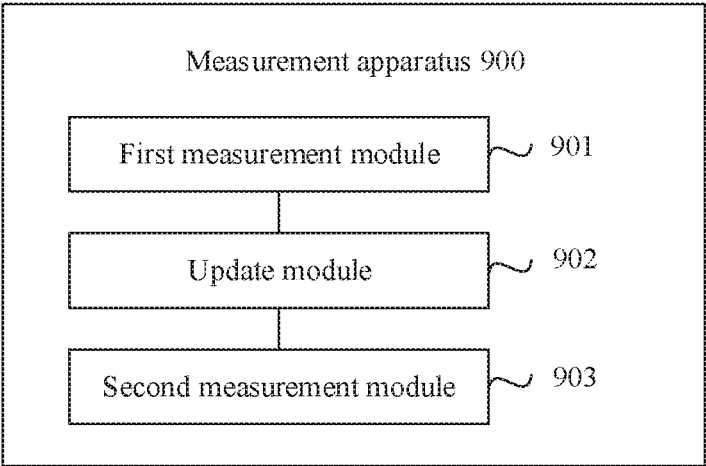 Measurement apparatus 900
First measurement module 901
Update module 902
Second measurement module 903